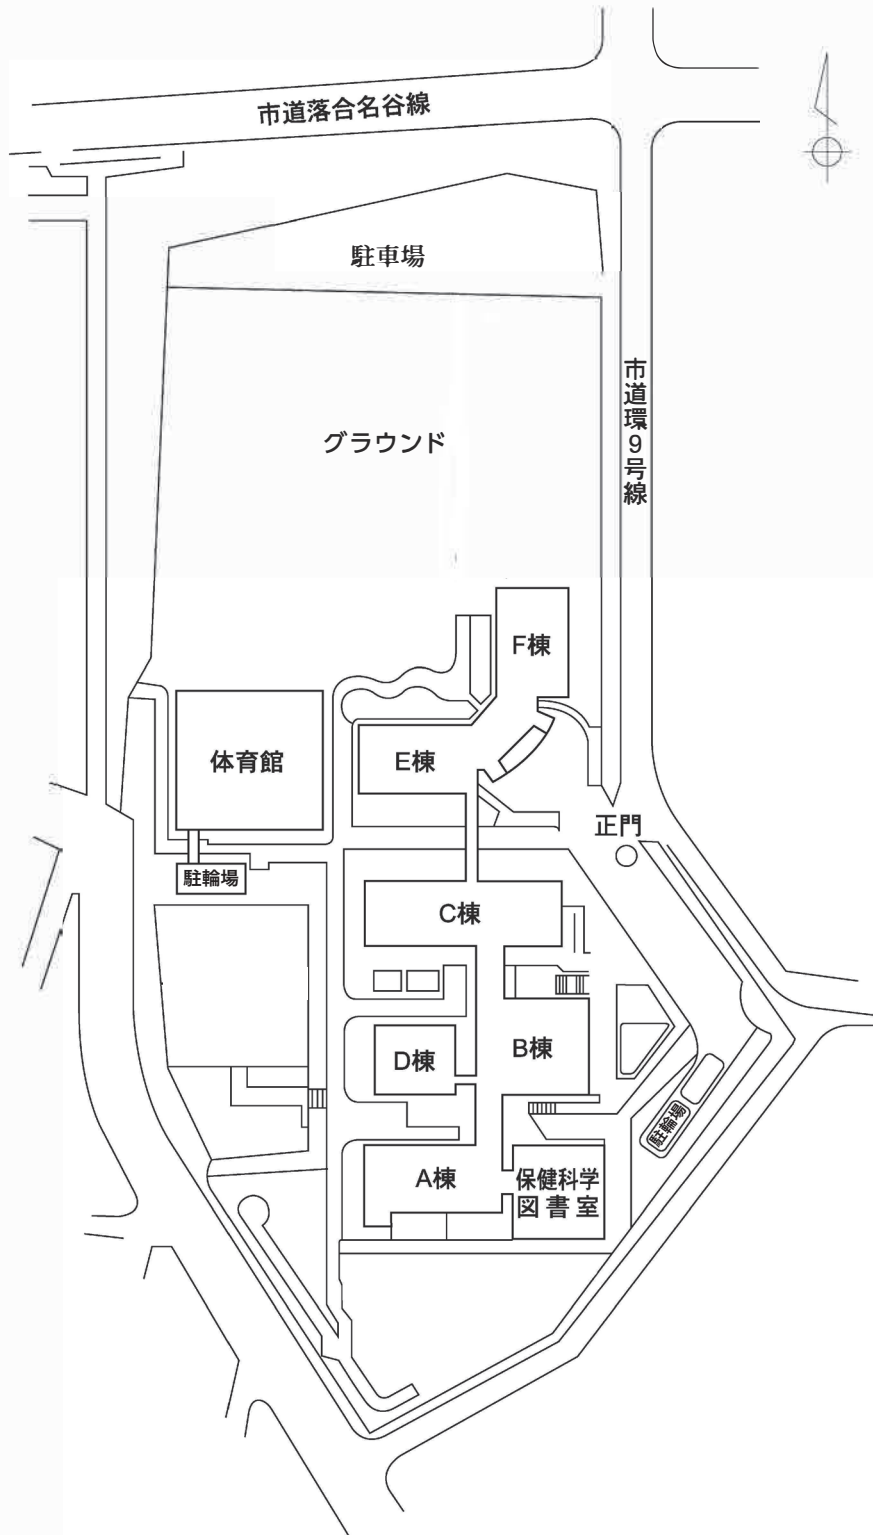 市道落合名谷線
駐車場
市道環9号線
グラウンド
F棟
体育館
E棟
正門
駐輪場
C棟
B棟
D棟
駐輪場
A棟
保健科学
図書室